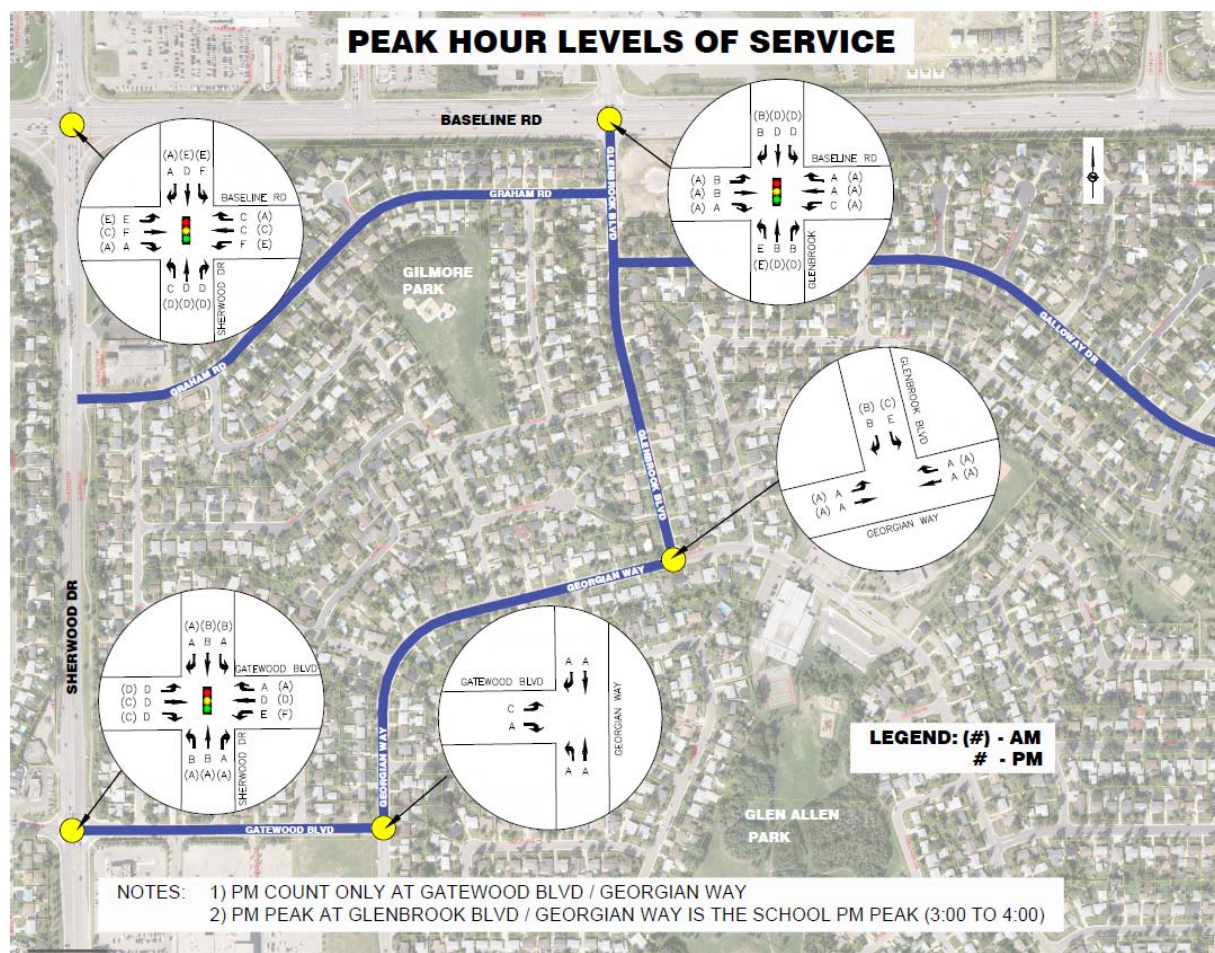 PEAK HOUR LEVELS OF SERVICE
BASELINE RD
(A) (E) (E)
A D F
BASELINE RD
(E) E
C (A)
(C) F
C (C)
(A) A
F (E)
C D D
(D) (D) (D)
SHERWOOD DR
(B) (D) (D)
B D D
BASELINE RD
(A) B
A (A)
(A) B
A (A)
(A) A
C (A)
E B B
(E) (D) (D)
GLENBROOK
GRAHAM RD
GLENBROOK BLVD
GILMORE
PARK
GRAHAM RD
GALLOWAY DR
GLENBROOK BLVD
(B) (C)
B E
GLENBROOK BLVD
A (A)
A (A)
(A) A
(A) A
GEORGIAN WAY
GEORGIAN WAY
SHERWOOD DR
(A) (B) (B)
A B A
GATEWOOD BLVD
(D) D
A (A)
(C) D
D (D)
(C) D
E (F)
B B A
(A) (A) (A)
SHERWOOD DR
A A
GATEWOOD BLVD
C
A
GEORGIAN WAY
A A
GEORGIAN WAY
GATEWOOD BLVD
LEGEND: (#) - AM
# - PM
GLEN ALLEN
PARK
NOTES: 1) PM COUNT ONLY AT GATEWOOD BLVD / GEORGIAN WAY
2) PM PEAK AT GLENBROOK BLVD / GEORGIAN WAY IS THE SCHOOL PM PEAK (3:00 TO 4:00)